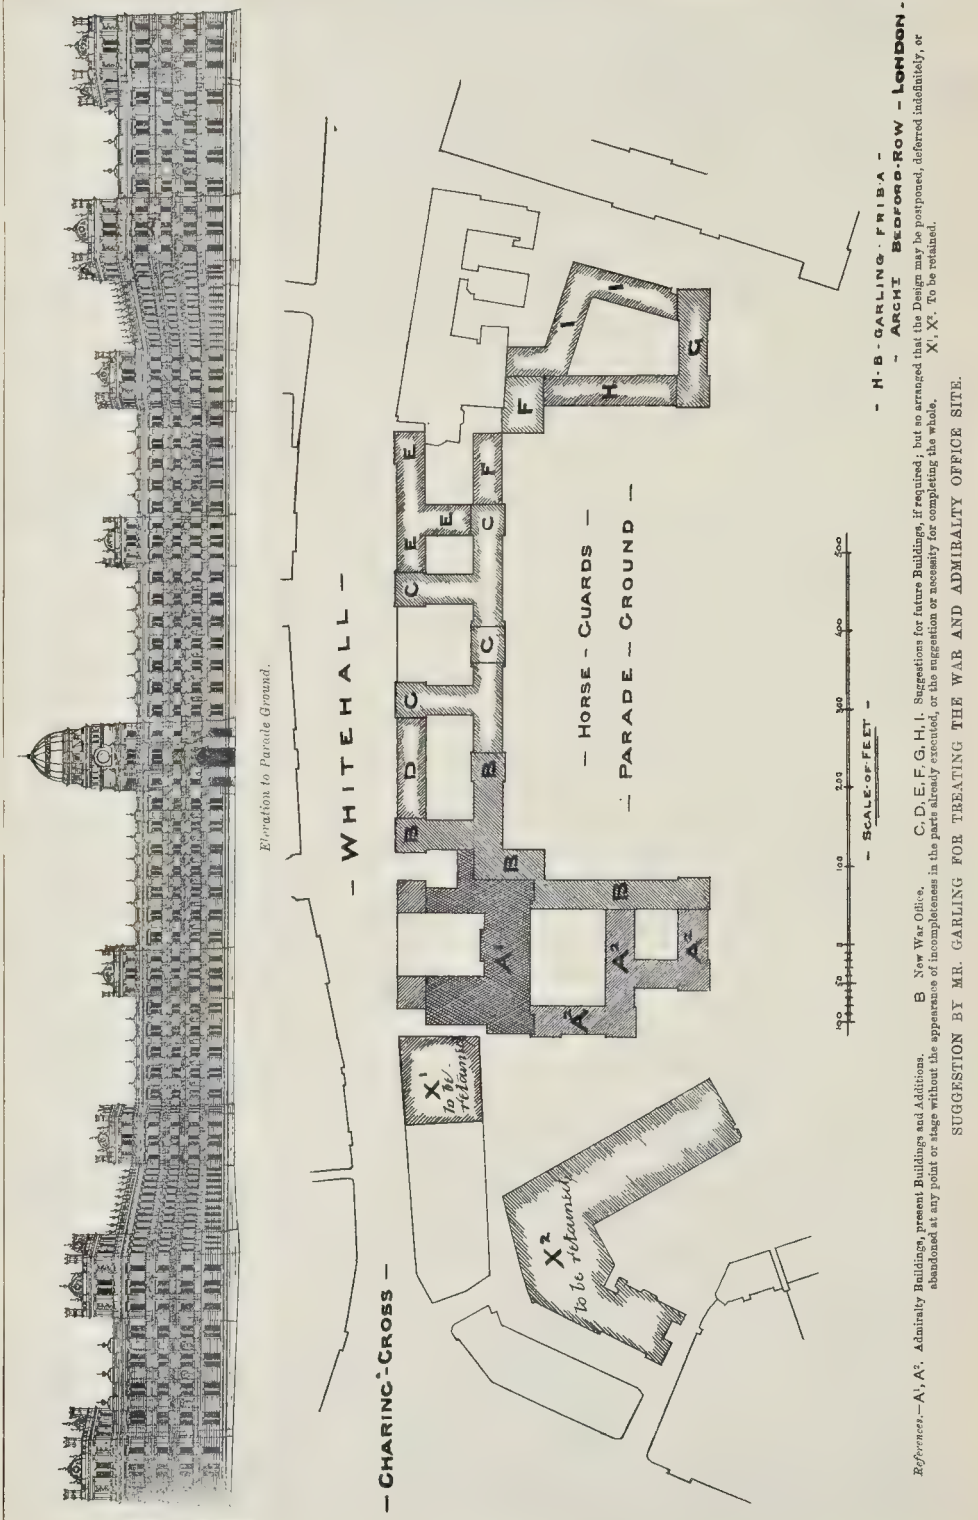 Elevation to Parade Ground.
— WHITEHALL —
— CHARING-CROSS —
E
E
E
F
F
C
C
C
C
D
B
B
B
B
I
I
H
G
A¹
A²
A²
A²
X¹
to be
retained
X²
to be retained
— HORSE - GUARDS —
— PARADE — GROUND —
100
50
0
100
200
300
400
500
- SCALE-OF-FEET -
- H·B·GARLING·FRIBA -
- ARCHT BEDFORD-ROW - LONDON -
References.—A¹, A². Admiralty Buildings, present Buildings and Additions. B New War Office. C, D, E, F, G, H, I. Suggestions for future Buildings, if required; but so arranged that the Design may be postponed, deferred indefinitely, or
abandoned at any point or stage without the appearance of incompleteness in the parts already executed, or the suggestion or necessity for completing the whole. X¹, X². To be retained.
SUGGESTION BY MR. GARLING FOR TREATING THE WAR AND ADMIRALTY OFFICE SITE.